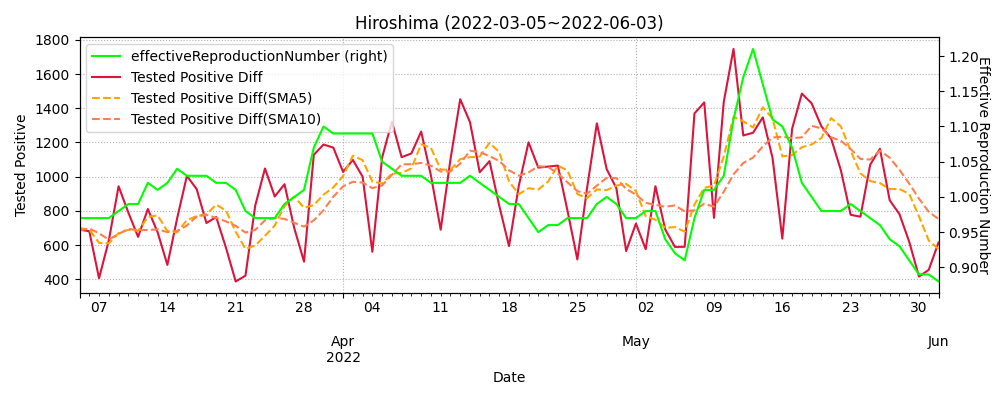 Hiroshima (2022-03-05~2022-06-03)
effectiveReproductionNumber (right)
Tested Positive Diff
Tested Positive Diff(SMA5)
Tested Positive Diff(SMA10)
Tested Positive
1800
1600
1400
1200
1000
800
600
400
1.20
1.15
1.10
1.05
1.00
0.95
0.90
Effective Reproduction Number
07 14 21 28 04 11 18 25 02 09 16 23 30
Apr May Jun
2022
Date